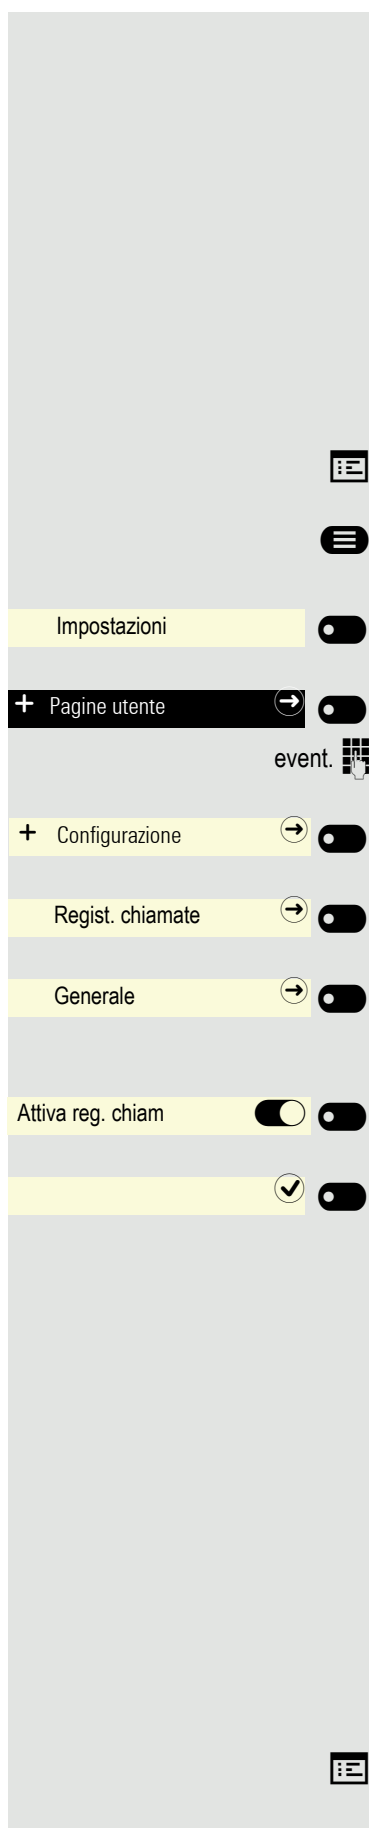 Impostazioni
+ Pagine utente
event.
+ Configurazione
Regist. chiamate
Generale
Attiva reg. chiam